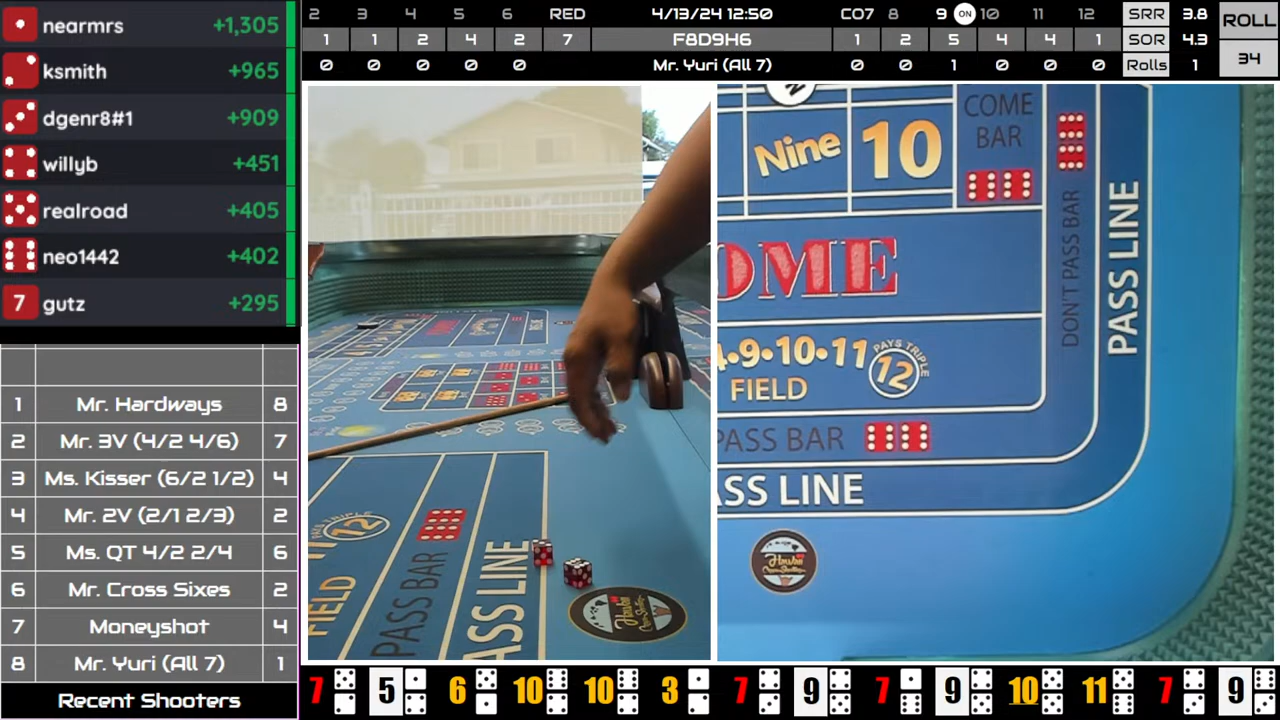 nearmrs +1,305
ksmith +965
dgenr8#1 +909
willyb +451
realroad +405
neo1442 +402
7 gutz +295
2 3 4 5 6 RED 4/13/24 12:50 CO7 8 9 ON 10 11 12 SRR 3.8 ROLL
1 1 2 4 2 7 F8D9H6 1 2 5 4 4 1 SOR 4.3 34
0 0 0 0 0 Mr. Yuri (All 7) 0 0 1 0 0 0 Rolls 1
1 Mr. Hardways 8
2 Mr. 3V (4/2 4/6) 7
3 Ms. Kisser (6/2 1/2) 4
4 Mr. 2V (2/1 2/3) 2
5 Ms. QT 4/2 2/4 6
6 Mr. Cross Sixes 2
7 Moneyshot 4
8 Mr. Yuri (All 7) 1
Recent Shooters
12
FIELD
PASS BAR
ASS LINE
Nine
10
COME
BAR
DON'T PASS BAR
PASS LINE
OME
4•9•10•11
PAYS TRIPLE
12
FIELD
PASS BAR
ASS LINE
7 5 6 10 10 3 7 9 7 9 10 11 7 9